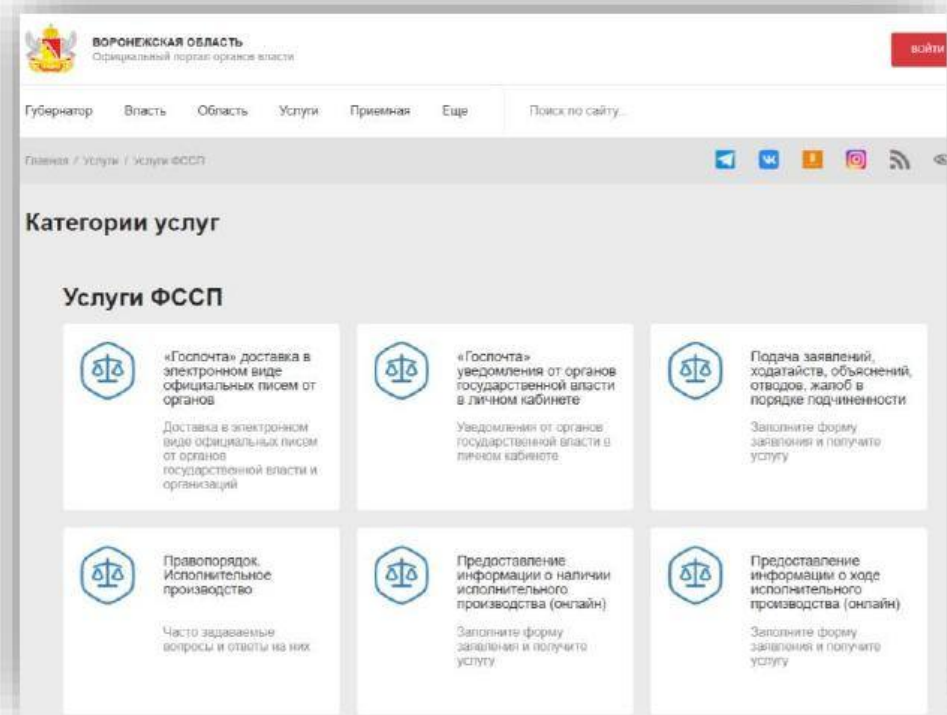 ВОРОНЕЖСКАЯ ОБЛАСТЬ
Официальный портал органов власти
ВОЙТИ
Губернатор Власть Область Услуги Приемная Еще Поиск по сайту...
Главная / Услуги / Услуги ФССП
Категории услуг
Услуги ФССП
«Госпочта» доставка в
электронном виде
официальных писем от
органов
Доставка в электронном
виде официальных писем
от органов
государственной власти и
организаций
«Госпочта»
уведомления от органов
государственной власти
в личном кабинете
Уведомления от органов
государственной власти в
личном кабинете
Подача заявлений,
ходатайств, объяснений,
отводов, жалоб в
порядке подчиненности
Заполните форму
заявления и получите
услугу
Правопорядок.
Исполнительное
производство
Часто задаваемые
вопросы и ответы на них
Предоставление
информации о наличии
исполнительного
производства (онлайн)
Заполните форму
заявления и получите
услугу
Предоставление
информации о ходе
исполнительного
производства (онлайн)
Заполните форму
заявления и получите
услугу